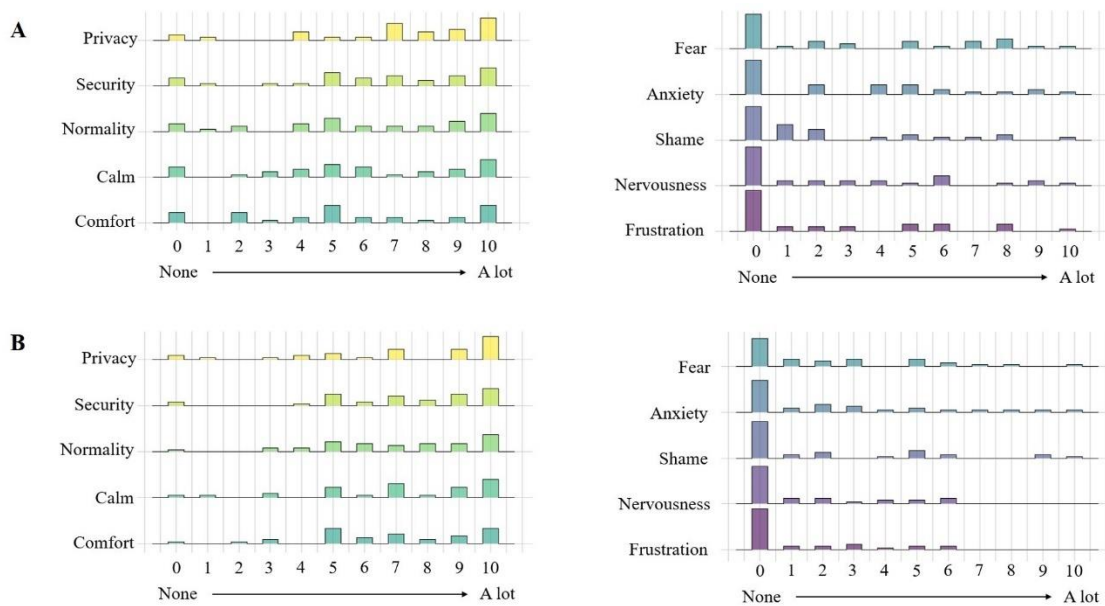 A
Privacy
Security
Normality
Calm
Comfort
0 1 2 3 4 5 6 7 8 9 10
None A lot
Fear
Anxiety
Shame
Nervousness
Frustration
0 1 2 3 4 5 6 7 8 9 10
None A lot
B
Privacy
Security
Normality
Calm
Comfort
0 1 2 3 4 5 6 7 8 9 10
None A lot
Fear
Anxiety
Shame
Nervousness
Frustration
0 1 2 3 4 5 6 7 8 9 10
None A lot